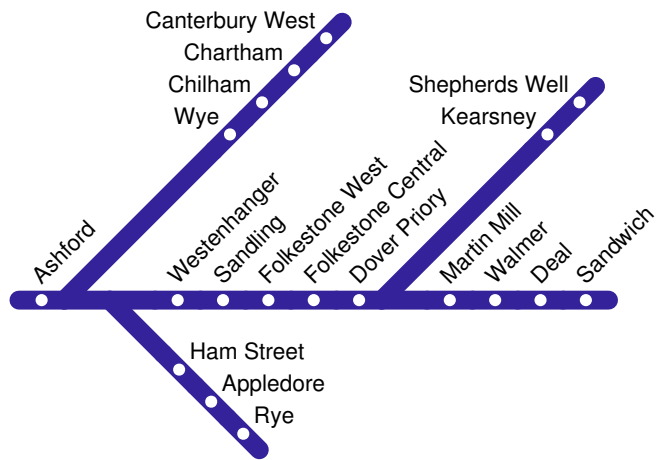 Canterbury West
Chartham
Chilham
Wye
Shepherds Well
Kearsney
Ashford
Westenhanger
Sandling
Folkestone West
Folkestone Central
Dover Priory
Martin Mill
Walmer
Deal
Sandwich
Ham Street
Appledore
Rye